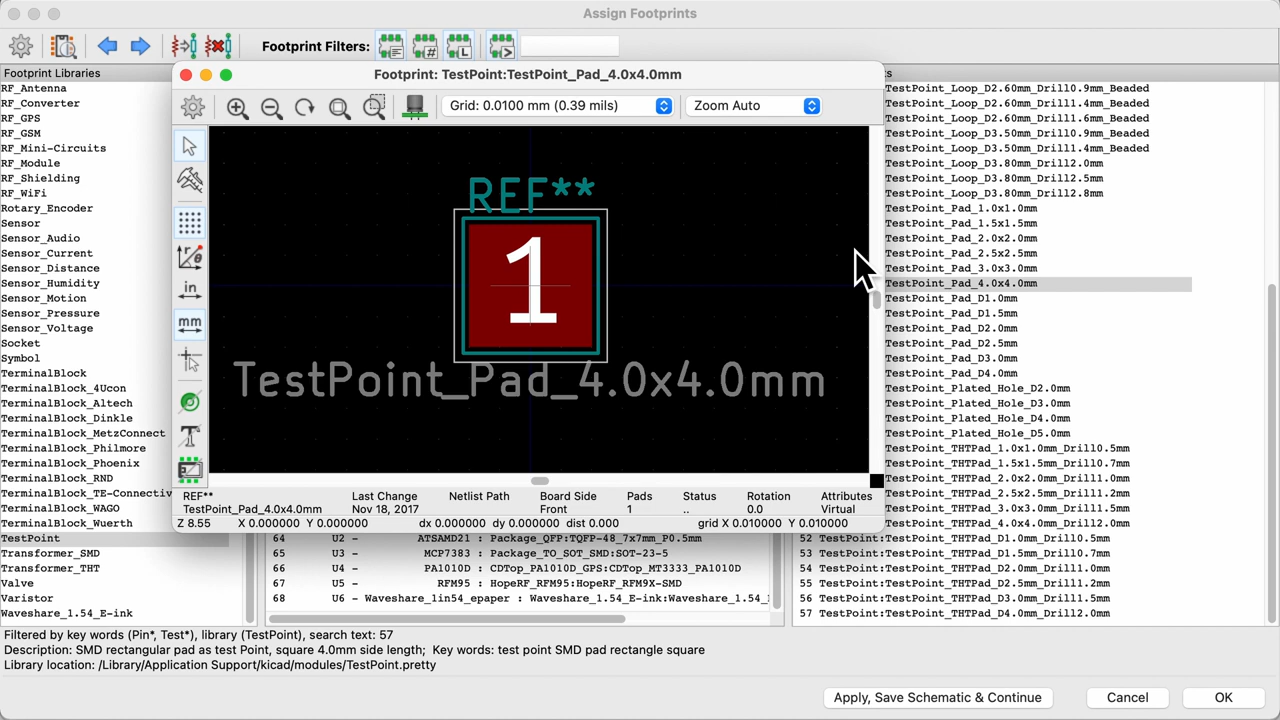 Assign Footprints
Footprint Filters:
Footprint Libraries
RF_Antenna
RF_Converter
RF_GPS
RF_GSM
RF_Mini-Circuits
RF_Module
RF_Shielding
RF_WiFi
Rotary_Encoder
Sensor
Sensor_Audio
Sensor_Current
Sensor_Distance
Sensor_Humidity
Sensor_Motion
Sensor_Pressure
Sensor_Voltage
Socket
Symbol
TerminalBlock
TerminalBlock_4Ucon
TerminalBlock_Altech
TerminalBlock_Dinkle
TerminalBlock_MetzConnect
TerminalBlock_Philmore
TerminalBlock_Phoenix
TerminalBlock_RND
TerminalBlock_TE-Connectiv
TerminalBlock_WAGO
TerminalBlock_Wuerth
TestPoint
Transformer_SMD
Transformer_THT
Valve
Varistor
Waveshare_1.54_E-ink
Footprint: TestPoint:TestPoint_Pad_4.0x4.0mm
Grid: 0.0100 mm (0.39 mils)
Zoom Auto
in
mm
REF**
1
TestPoint_Pad_4.0x4.0mm
REF** Last Change Netlist Path Board Side Pads Status Rotation Attributes
TestPoint_Pad_4.0x4.0mm Nov 18, 2017 Front 1 .. 0.0 Virtual
Z 8.55 X 0.000000 Y 0.000000 dx 0.000000 dy 0.000000 dist 0.000 grid X 0.010000 Y 0.010000
64 U2 - ATSAMD21 : Package_QFP:TQFP-48_7x7mm_P0.5mm
65 U3 - MCP7383 : Package_TO_SOT_SMD:SOT-23-5
66 U4 - PA1010D : CDTop_PA1010D_GPS:CDTop_MT3333_PA1010D
67 U5 - RFM95 : HopeRF_RFM95:HopeRF_RFM9X-SMD
68 U6 - Waveshare_1in54_epaper : Waveshare_1.54_E-ink:Waveshare_1.54_
s
TestPoint_Loop_D2.60mm_Drill0.9mm_Beaded
TestPoint_Loop_D2.60mm_Drill1.4mm_Beaded
TestPoint_Loop_D2.60mm_Drill1.6mm_Beaded
TestPoint_Loop_D3.50mm_Drill0.9mm_Beaded
TestPoint_Loop_D3.50mm_Drill1.4mm_Beaded
TestPoint_Loop_D3.80mm_Drill2.0mm
TestPoint_Loop_D3.80mm_Drill2.5mm
TestPoint_Loop_D3.80mm_Drill2.8mm
TestPoint_Pad_1.0x1.0mm
TestPoint_Pad_1.5x1.5mm
TestPoint_Pad_2.0x2.0mm
TestPoint_Pad_2.5x2.5mm
TestPoint_Pad_3.0x3.0mm
TestPoint_Pad_4.0x4.0mm
TestPoint_Pad_D1.0mm
TestPoint_Pad_D1.5mm
TestPoint_Pad_D2.0mm
TestPoint_Pad_D2.5mm
TestPoint_Pad_D3.0mm
TestPoint_Pad_D4.0mm
TestPoint_Plated_Hole_D2.0mm
TestPoint_Plated_Hole_D3.0mm
TestPoint_Plated_Hole_D4.0mm
TestPoint_Plated_Hole_D5.0mm
TestPoint_THTPad_1.0x1.0mm_Drill0.5mm
TestPoint_THTPad_1.5x1.5mm_Drill0.7mm
TestPoint_THTPad_2.0x2.0mm_Drill1.0mm
TestPoint_THTPad_2.5x2.5mm_Drill1.2mm
TestPoint_THTPad_3.0x3.0mm_Drill1.5mm
TestPoint_THTPad_4.0x4.0mm_Drill2.0mm
52 TestPoint:TestPoint_THTPad_D1.0mm_Drill0.5mm
53 TestPoint:TestPoint_THTPad_D1.5mm_Drill0.7mm
54 TestPoint:TestPoint_THTPad_D2.0mm_Drill1.0mm
55 TestPoint:TestPoint_THTPad_D2.5mm_Drill1.2mm
56 TestPoint:TestPoint_THTPad_D3.0mm_Drill1.5mm
57 TestPoint:TestPoint_THTPad_D4.0mm_Drill2.0mm
Filtered by key words (Pin*, Test*), library (TestPoint), search text: 57
Description: SMD rectangular pad as test Point, square 4.0mm side length; Key words: test point SMD pad rectangle square
Library location: /Library/Application Support/kicad/modules/TestPoint.pretty
Apply, Save Schematic & Continue
Cancel
OK